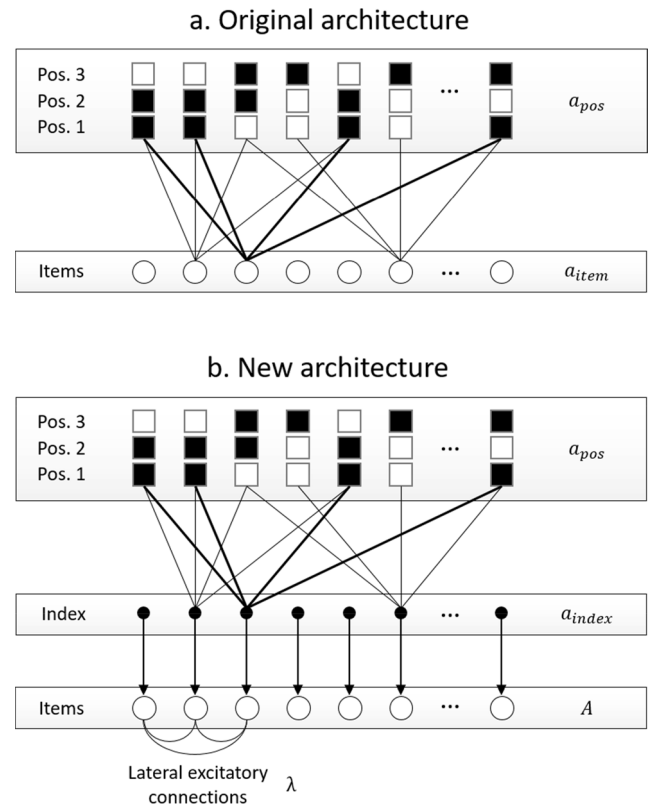 a. Original architecture
Pos. 3
Pos. 2
Pos. 1
...
a_pos
Items
...
a_item
b. New architecture
Pos. 3
Pos. 2
Pos. 1
...
a_pos
Index
...
a_index
Items
...
A
Lateral excitatory
connections
λ